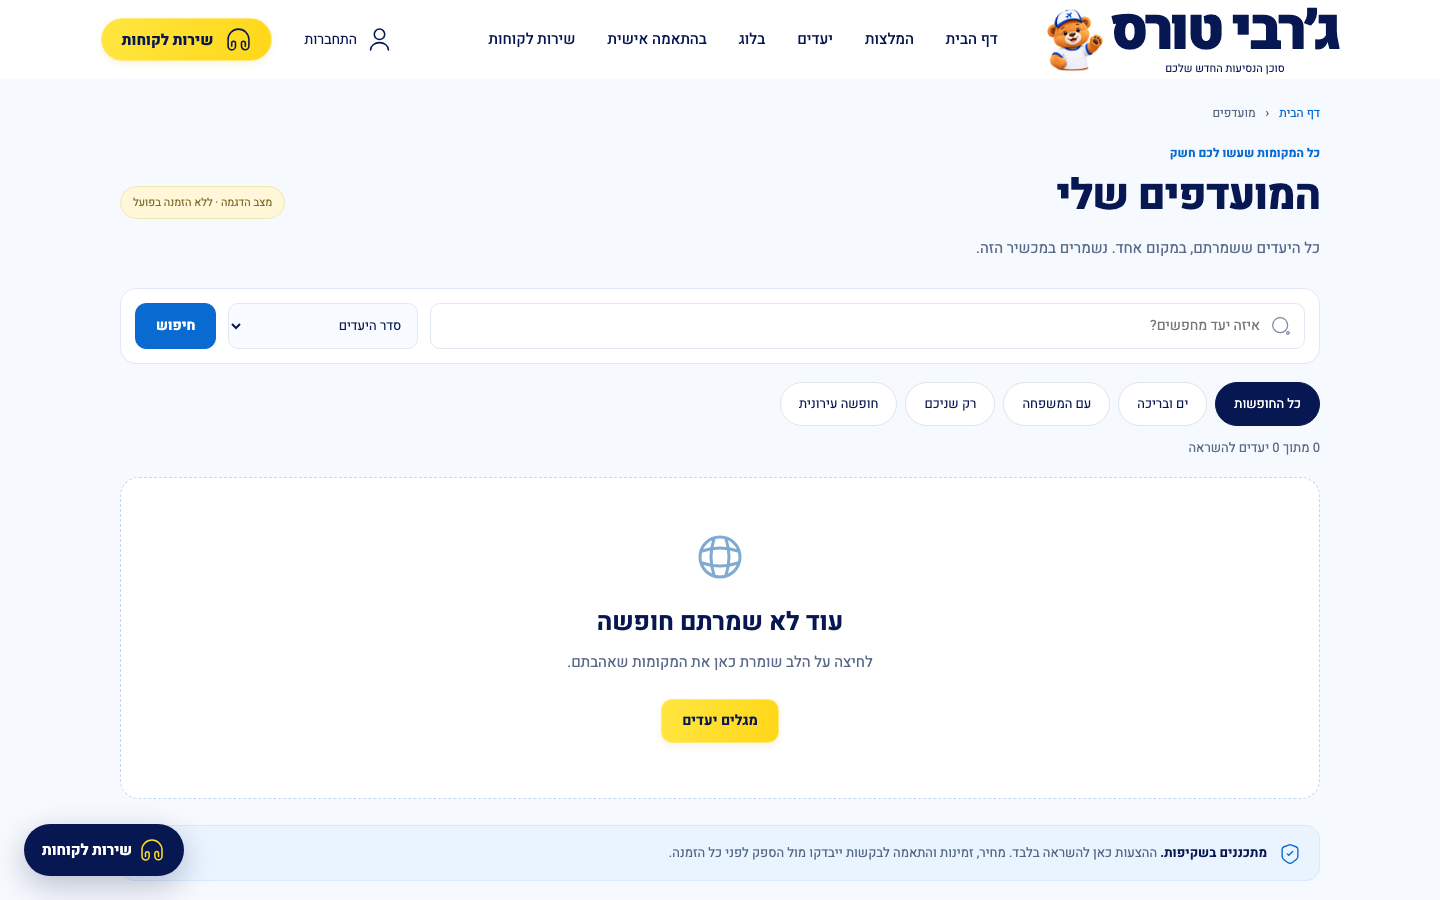 ג'רבי טורס
סוכן הנסיעות החדש שלכם
דף הבית
המלצות
יעדים
בלוג
בהתאמה אישית
שירות לקוחות
התחברות
שירות לקוחות
דף הבית ‹ מועדפים
כל המקומות שעשו לכם חשק
המועדפים שלי
מצב הדגמה · ללא הזמנה בפועל
כל היעדים ששמרתם, במקום אחד. נשמרים במכשיר הזה.
איזה יעד מחפשים?
סדר היעדים
חיפוש
כל החופשות
ים ובריכה
עם המשפחה
רק שניכם
חופשה עירונית
0 מתוך 0 יעדים להשראה
עוד לא שמרתם חופשה
לחיצה על הלב שומרת כאן את המקומות שאהבתם.
מגלים יעדים
מתכננים בשקיפות. ההצעות כאן להשראה בלבד. מחיר, זמינות והתאמה לבקשות ייבדקו מול הספק לפני כל הזמנה.
שירות לקוחות